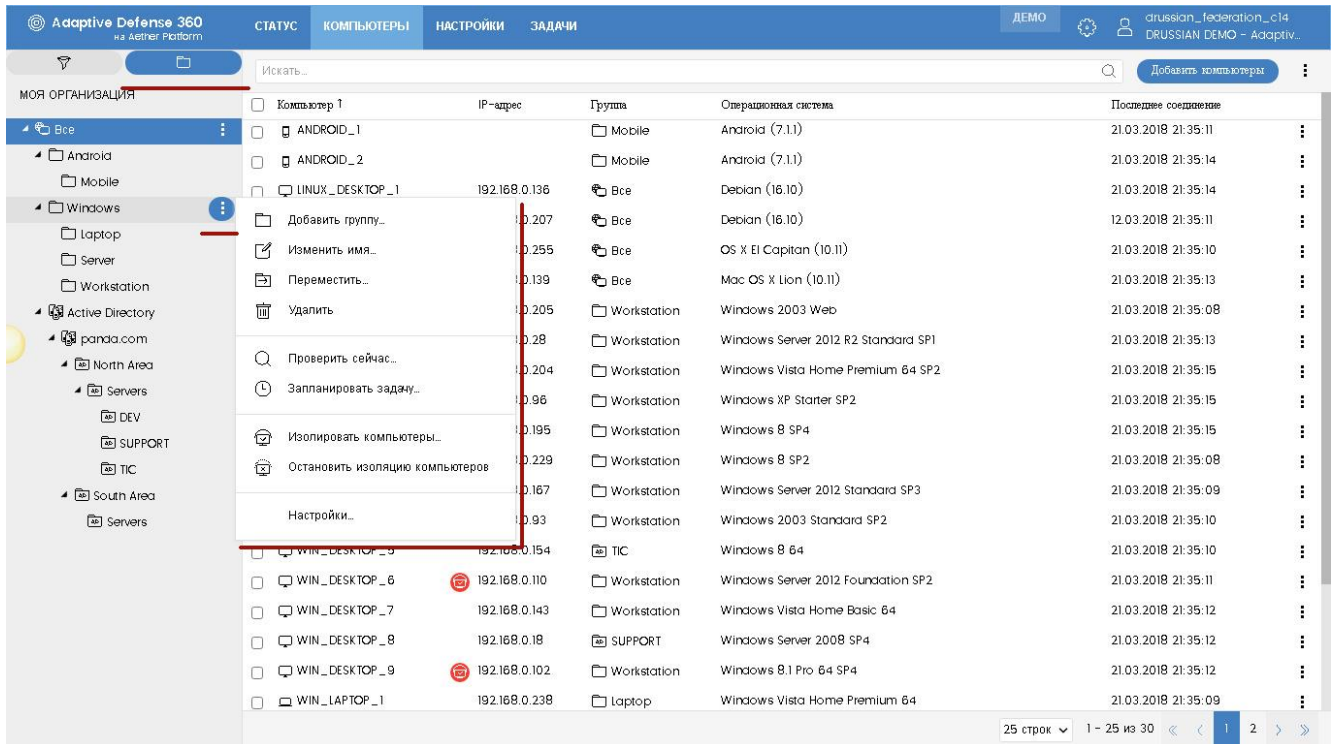 Adaptive Defense 360
на Aether Platform
СТАТУС КОМПЬЮТЕРЫ НАСТРОЙКИ ЗАДАЧИ
ДЕМО
drussian_federation_c14
DRUSSIAN DEMO - Adaptiv...
Искать...
Добавить компьютеры
МОЯ ОРГАНИЗАЦИЯ
Все
Android
Mobile
Windows
Laptop
Server
Workstation
Active Directory
panda.com
North Area
Servers
DEV
SUPPORT
TIC
South Area
Servers
Добавить группу...
Изменить имя...
Переместить...
Удалить
Проверить сейчас...
Запланировать задачу...
Изолировать компьютеры...
Остановить изоляцию компьютеров
Настройки...
Компьютер ↑ IP-адрес Группа Операционная система Последнее соединение
ANDROID_1 Mobile Android (7.1.1) 21.03.2018 21:35:11
ANDROID_2 Mobile Android (7.1.1) 21.03.2018 21:35:14
LINUX_DESKTOP_1 192.168.0.136 Все Debian (16.10) 21.03.2018 21:35:14
.0.207 Все Debian (16.10) 12.03.2018 21:35:11
.0.255 Все OS X El Capitan (10.11) 21.03.2018 21:35:10
.0.139 Все Mac OS X Lion (10.11) 21.03.2018 21:35:13
.0.205 Workstation Windows 2003 Web 21.03.2018 21:35:08
.0.28 Workstation Windows Server 2012 R2 Standard SP1 21.03.2018 21:35:13
.0.204 Workstation Windows Vista Home Premium 64 SP2 21.03.2018 21:35:15
.0.96 Workstation Windows XP Starter SP2 21.03.2018 21:35:15
.0.195 Workstation Windows 8 SP4 21.03.2018 21:35:15
.0.229 Workstation Windows 8 SP2 21.03.2018 21:35:08
.0.167 Workstation Windows Server 2012 Standard SP3 21.03.2018 21:35:09
.0.93 Workstation Windows 2003 Standard SP2 21.03.2018 21:35:10
WIN_DESKTOP_5 192.168.0.154 TIC Windows 8 64 21.03.2018 21:35:10
WIN_DESKTOP_6 192.168.0.110 Workstation Windows Server 2012 Foundation SP2 21.03.2018 21:35:11
WIN_DESKTOP_7 192.168.0.143 Workstation Windows Vista Home Basic 64 21.03.2018 21:35:12
WIN_DESKTOP_8 192.168.0.18 SUPPORT Windows Server 2008 SP4 21.03.2018 21:35:12
WIN_DESKTOP_9 192.168.0.102 Workstation Windows 8.1 Pro 64 SP4 21.03.2018 21:35:12
WIN_LAPTOP_1 192.168.0.238 Laptop Windows Vista Home Premium 64 21.03.2018 21:35:09
25 строк 1 - 25 из 30 « ‹ 1 2 › »